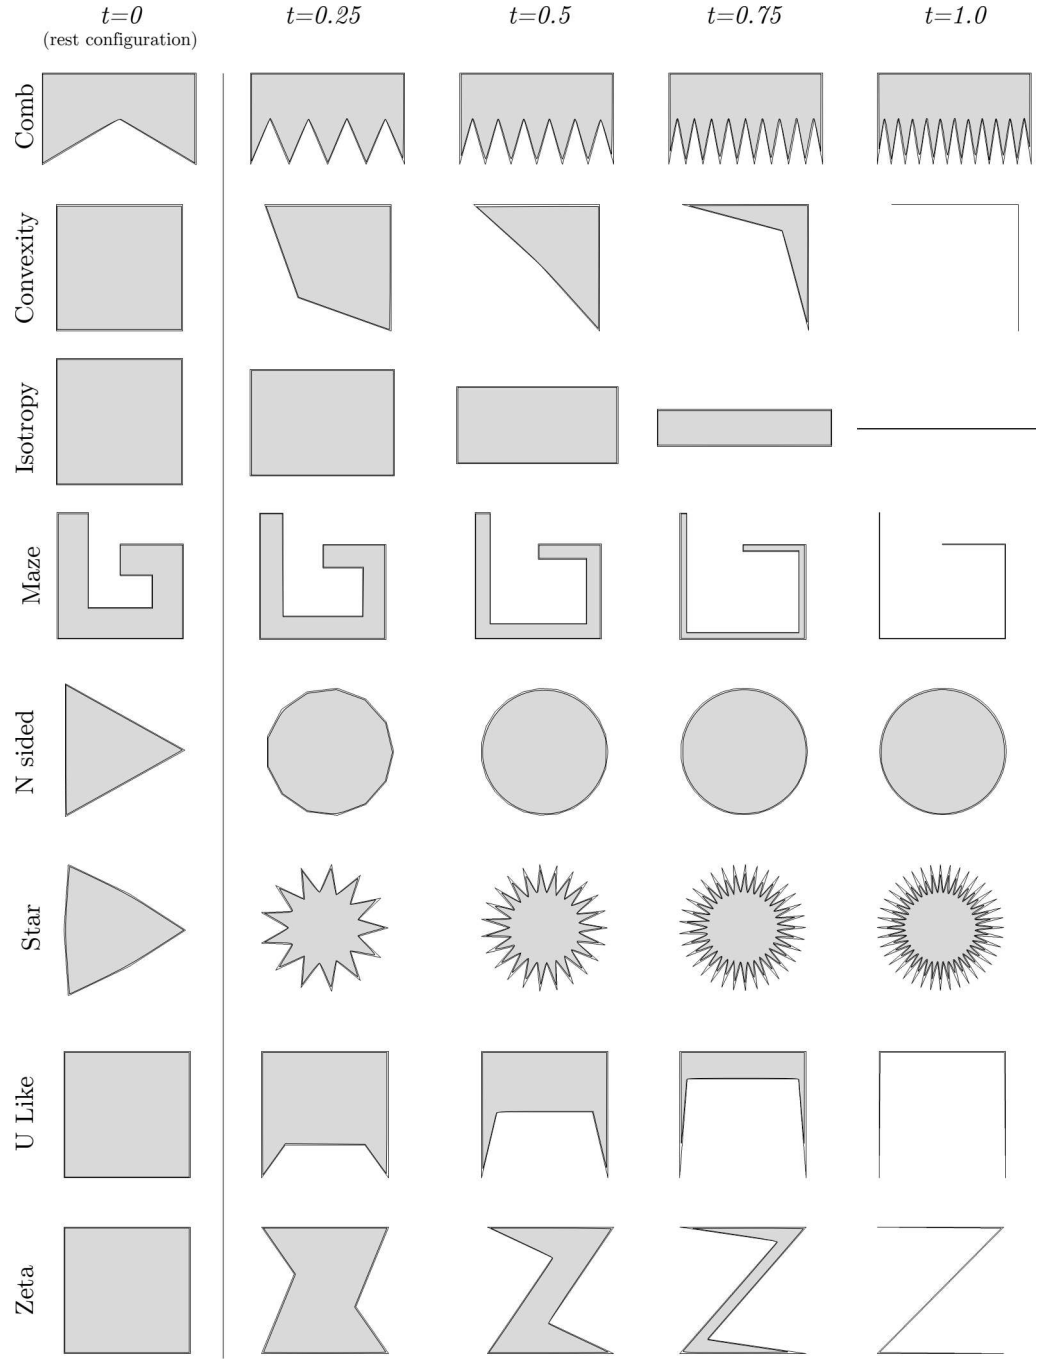 t=0 t=0.25 t=0.5 t=0.75 t=1.0
(rest configuration)
Comb
Convexity
Isotropy
Maze
N sided
Star
U Like
Zeta